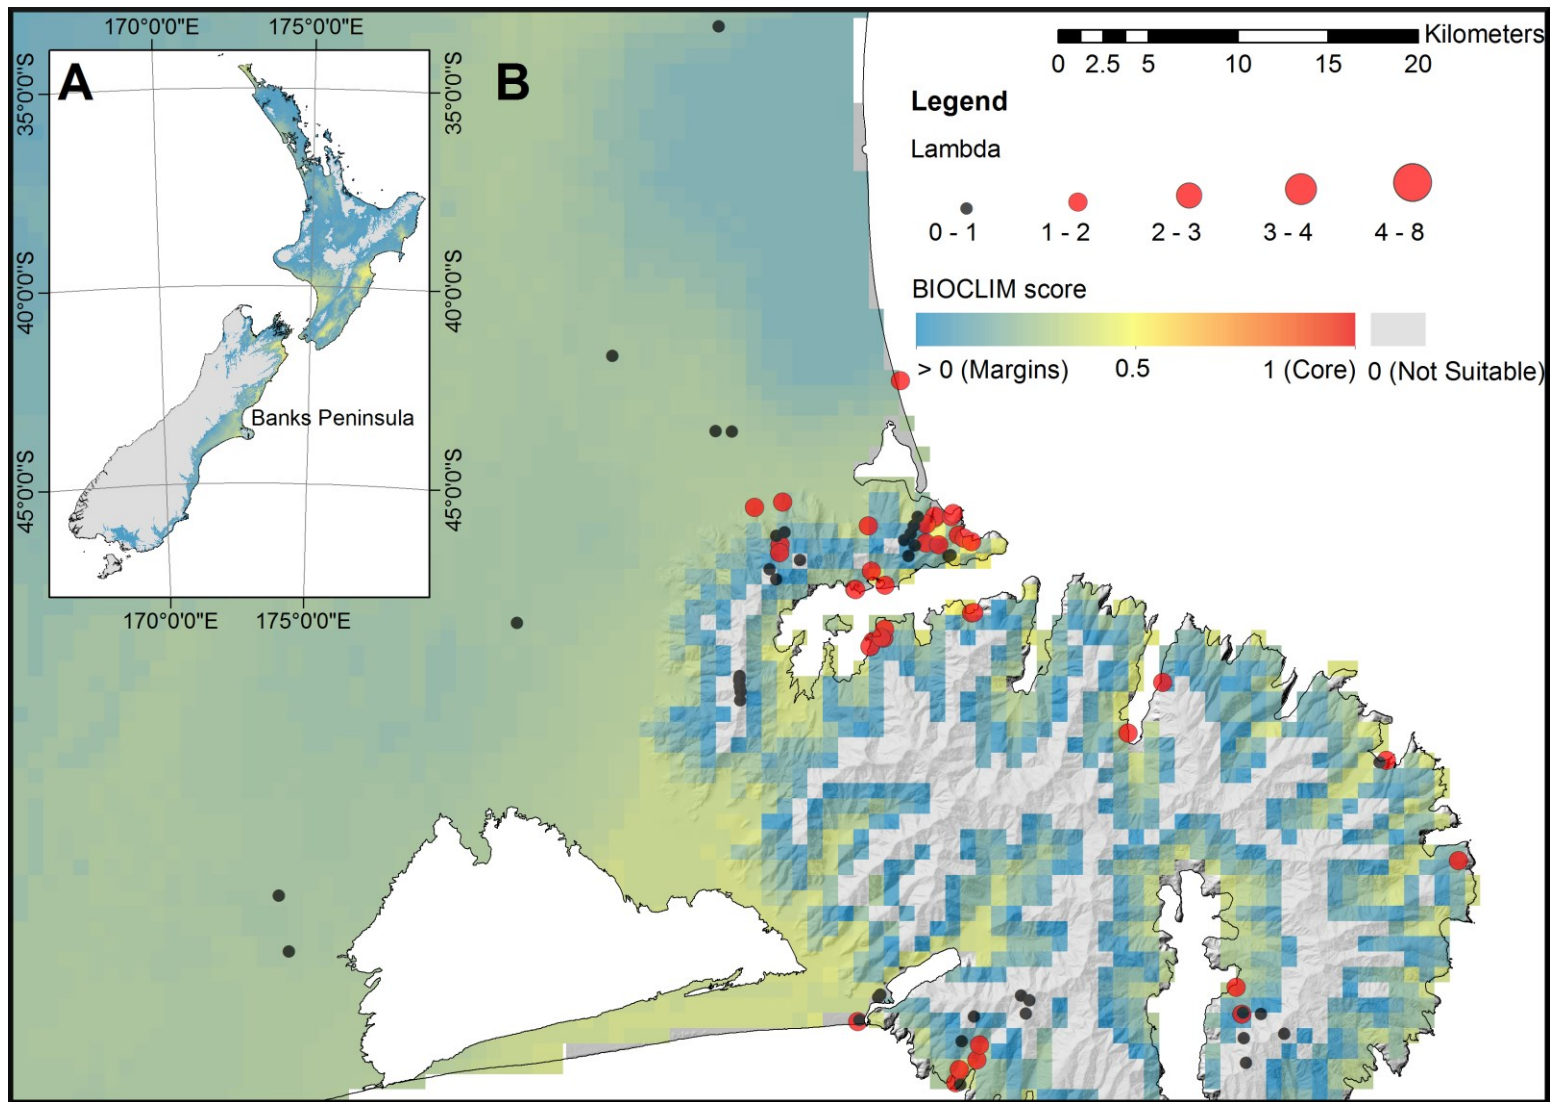 170°0'0"E 175°0'0"E
A
B
35°0'0"S
40°0'0"S
45°0'0"S
35°0'0"S
40°0'0"S
45°0'0"S
Banks Peninsula
170°0'0"E 175°0'0"E
Kilometers
0 2.5 5 10 15 20
Legend
Lambda
0 - 1 1 - 2 2 - 3 3 - 4 4 - 8
BIOCLIM score
> 0 (Margins) 0.5 1 (Core) 0 (Not Suitable)